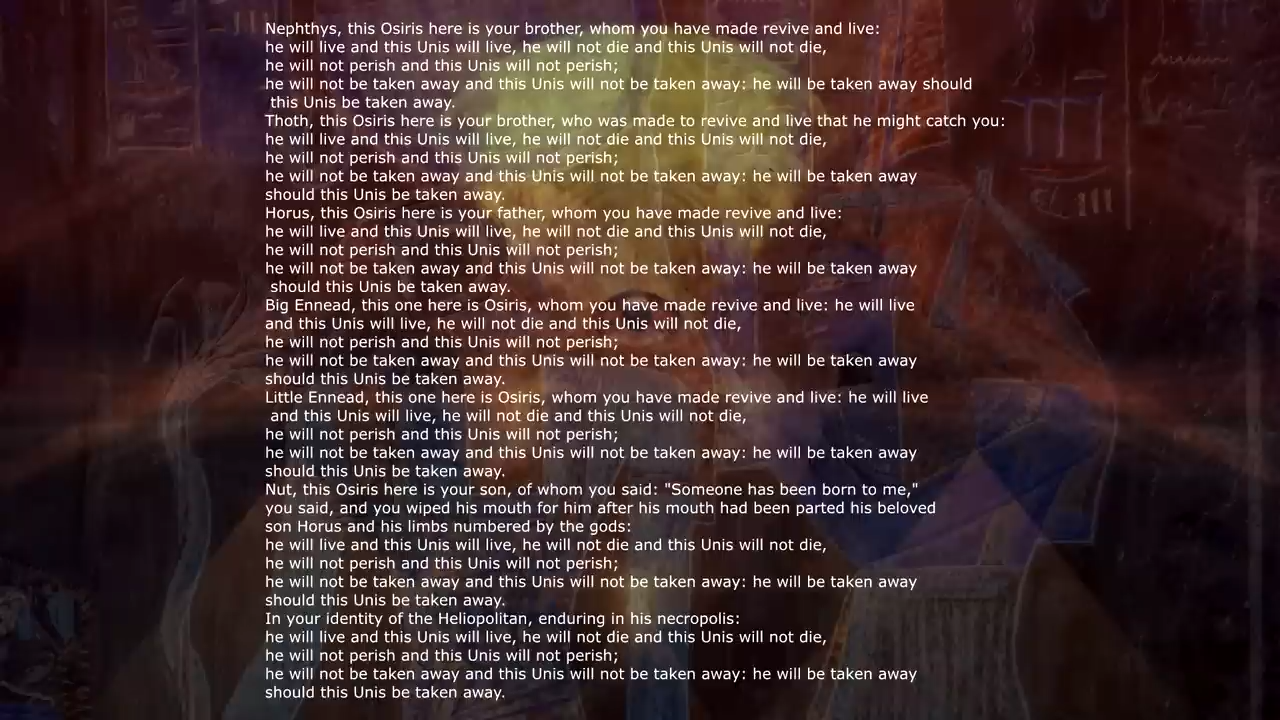 Nephthys, this Osiris here is your brother, whom you have made revive and live:
he will live and this Unis will live, he will not die and this Unis will not die,
he will not perish and this Unis will not perish;
he will not be taken away and this Unis will not be taken away: he will be taken away should
this Unis be taken away.
Thoth, this Osiris here is your brother, who was made to revive and live that he might catch you:
he will live and this Unis will live, he will not die and this Unis will not die,
he will not perish and this Unis will not perish;
he will not be taken away and this Unis will not be taken away: he will be taken away
should this Unis be taken away.
Horus, this Osiris here is your father, whom you have made revive and live:
he will live and this Unis will live, he will not die and this Unis will not die,
he will not perish and this Unis will not perish;
he will not be taken away and this Unis will not be taken away: he will be taken away
should this Unis be taken away.
Big Ennead, this one here is Osiris, whom you have made revive and live: he will live
and this Unis will live, he will not die and this Unis will not die,
he will not perish and this Unis will not perish;
he will not be taken away and this Unis will not be taken away: he will be taken away
should this Unis be taken away.
Little Ennead, this one here is Osiris, whom you have made revive and live: he will live
and this Unis will live, he will not die and this Unis will not die,
he will not perish and this Unis will not perish;
he will not be taken away and this Unis will not be taken away: he will be taken away
should this Unis be taken away.
Nut, this Osiris here is your son, of whom you said: "Someone has been born to me,"
you said, and you wiped his mouth for him after his mouth had been parted his beloved
son Horus and his limbs numbered by the gods:
he will live and this Unis will live, he will not die and this Unis will not die,
he will not perish and this Unis will not perish;
he will not be taken away and this Unis will not be taken away: he will be taken away
should this Unis be taken away.
In your identity of the Heliopolitan, enduring in his necropolis:
he will live and this Unis will live, he will not die and this Unis will not die,
he will not perish and this Unis will not perish;
he will not be taken away and this Unis will not be taken away: he will be taken away
should this Unis be taken away.